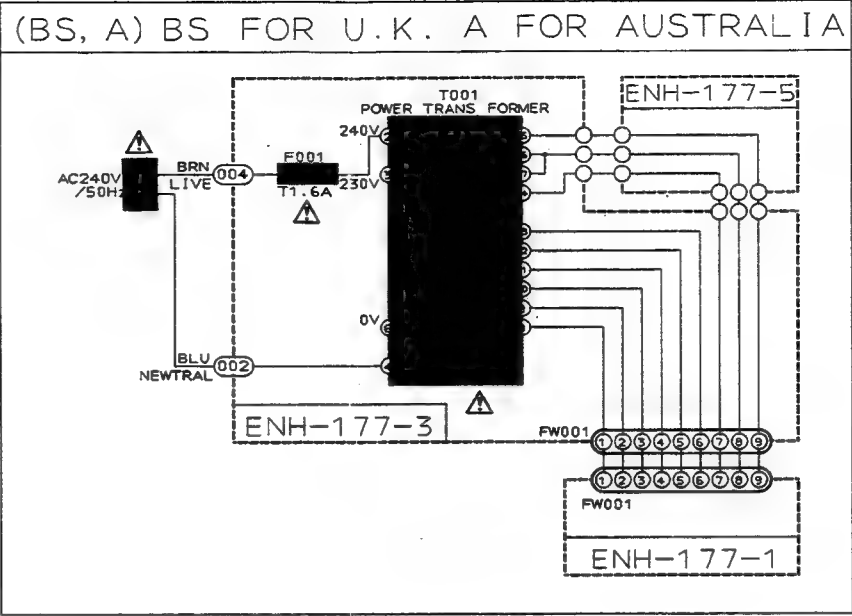 (BS, A) BS FOR U.K. A FOR AUSTRALIA
ENH-177-5
T001
POWER TRANS FORMER
240V
F001
BRN
004
AC240V
LIVE
230V
/50Hz
T1.6A
0V
BLU
002
NEWTRAL
ENH-177-3
FW001
1 2 3 4 5 6 7 8 9
1 2 3 4 5 6 7 8 9
FW001
ENH-177-1